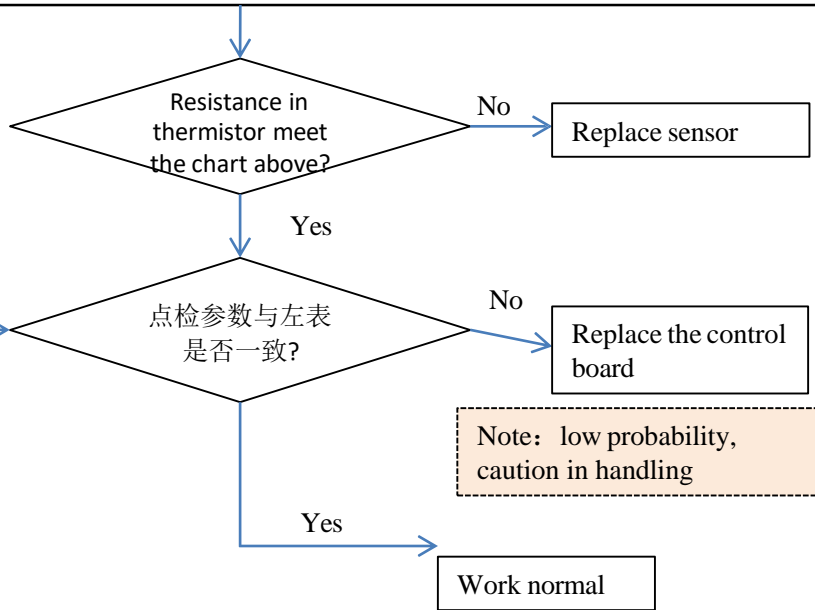 Resistance in
thermistor meet
the chart above?
No
Replace sensor
Yes
点检参数与左表
是否一致?
No
Replace the control
board
Note：low probability,
caution in handling
Yes
Work normal